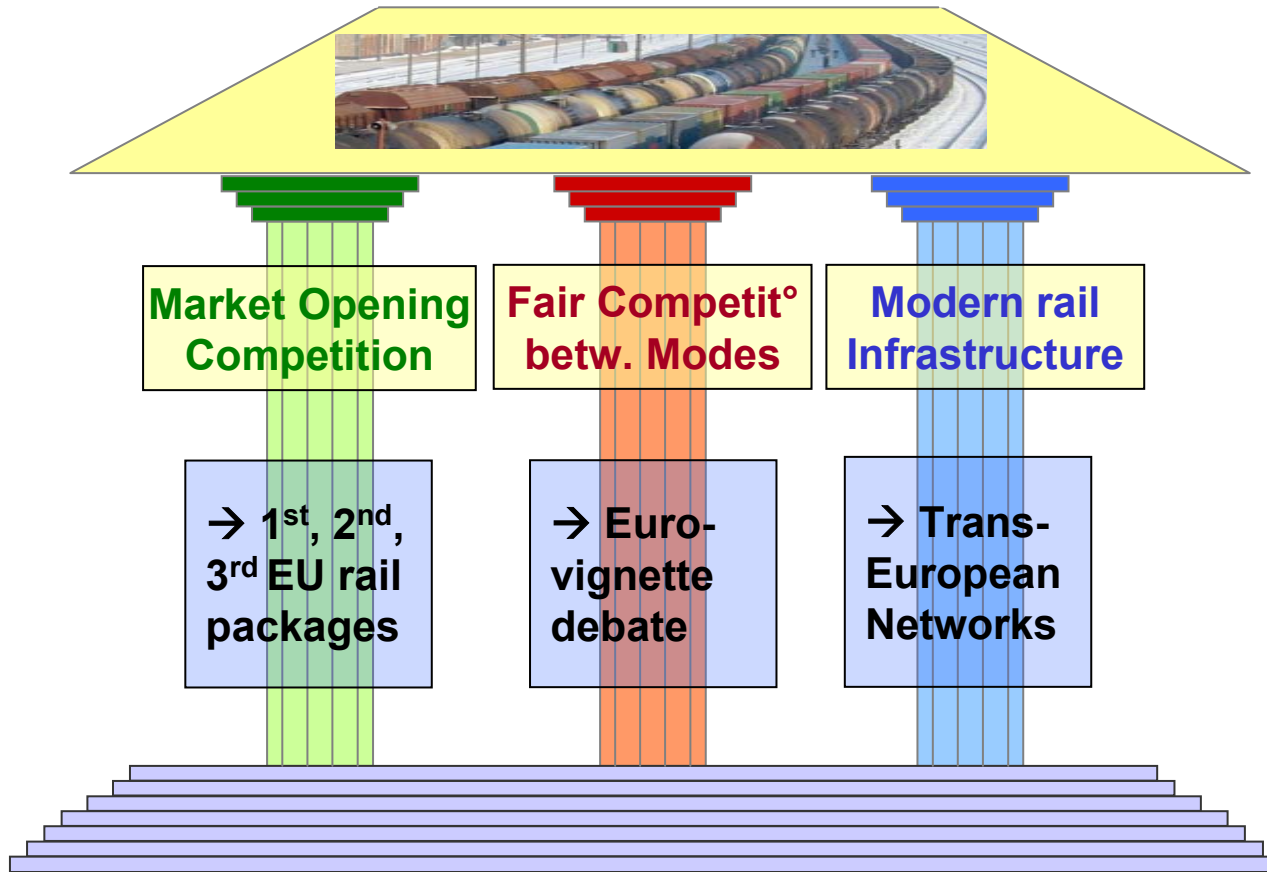 Market Opening
Competition
Fair Competit°
betw. Modes
Modern rail
Infrastructure
→ 1st, 2nd,
3rd EU rail
packages
→ Euro-
vignette
debate
→ Trans-
European
Networks